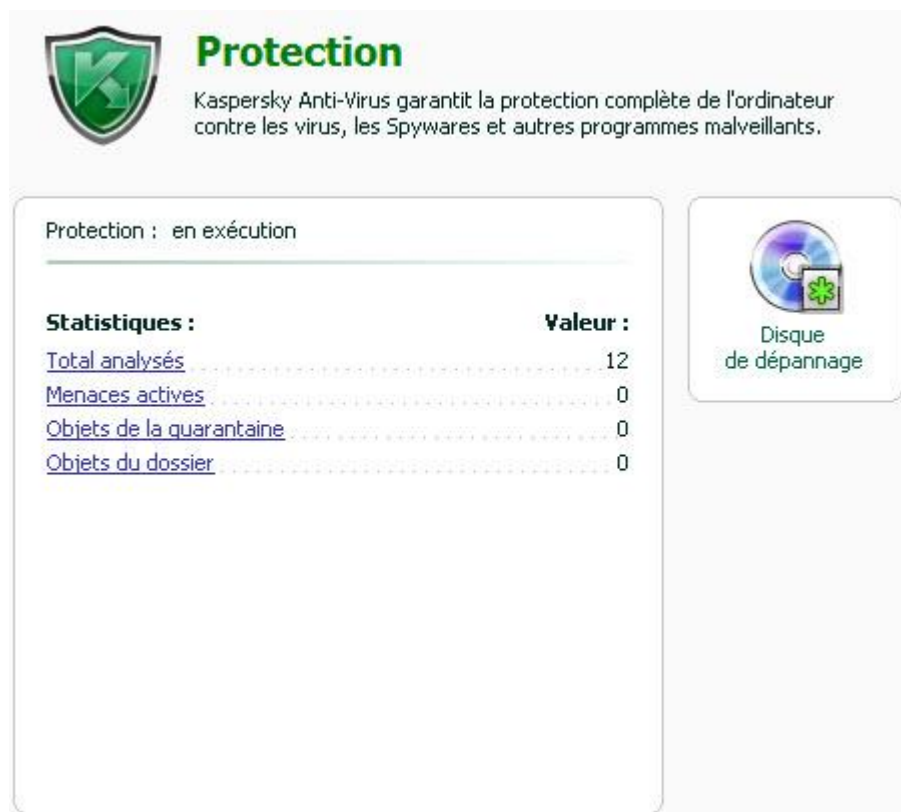 Protection
Kaspersky Anti-Virus garantit la protection complète de l'ordinateur
contre les virus, les Spywares et autres programmes malveillants.
Protection : en exécution
Statistiques : Valeur :
Total analysés 12
Menaces actives 0
Objets de la quarantaine 0
Objets du dossier 0
Disque
de dépannage